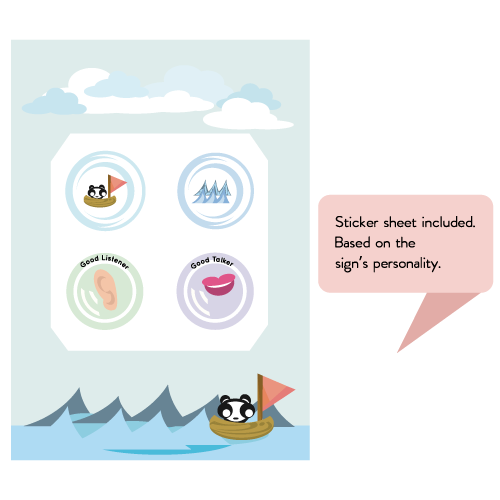 Good Listener
Good Talker
Sticker sheet included.
Based on the
sign's personality.